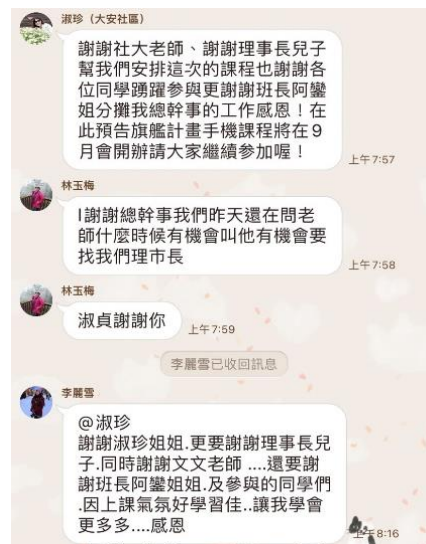 淑珍（大安社區）
謝謝社大老師、謝謝理事長兒子
幫我們安排這次的課程也謝謝各
位同學踴躍參與更謝謝班長阿鑾
姐分攤我總幹事的工作感恩！在
此預告旗艦計畫手機課程將在9
月會開辦請大家繼續參加喔！
上午7:57
林玉梅
I謝謝總幹事我們昨天還在問老
師什麼時候有機會叫他有機會要
找我們理市長
上午7:58
林玉梅
淑貞謝謝你
上午7:59
李麗雪已收回訊息
李麗雪
@淑珍
謝謝淑珍姐姐.更要謝謝理事長兒
子.同時謝謝文文老師 ....還要謝
謝班長阿鑾姐姐.及參與的同學們
.因上課氣氛好學習佳..讓我學會
更多多....感恩
上午8:16